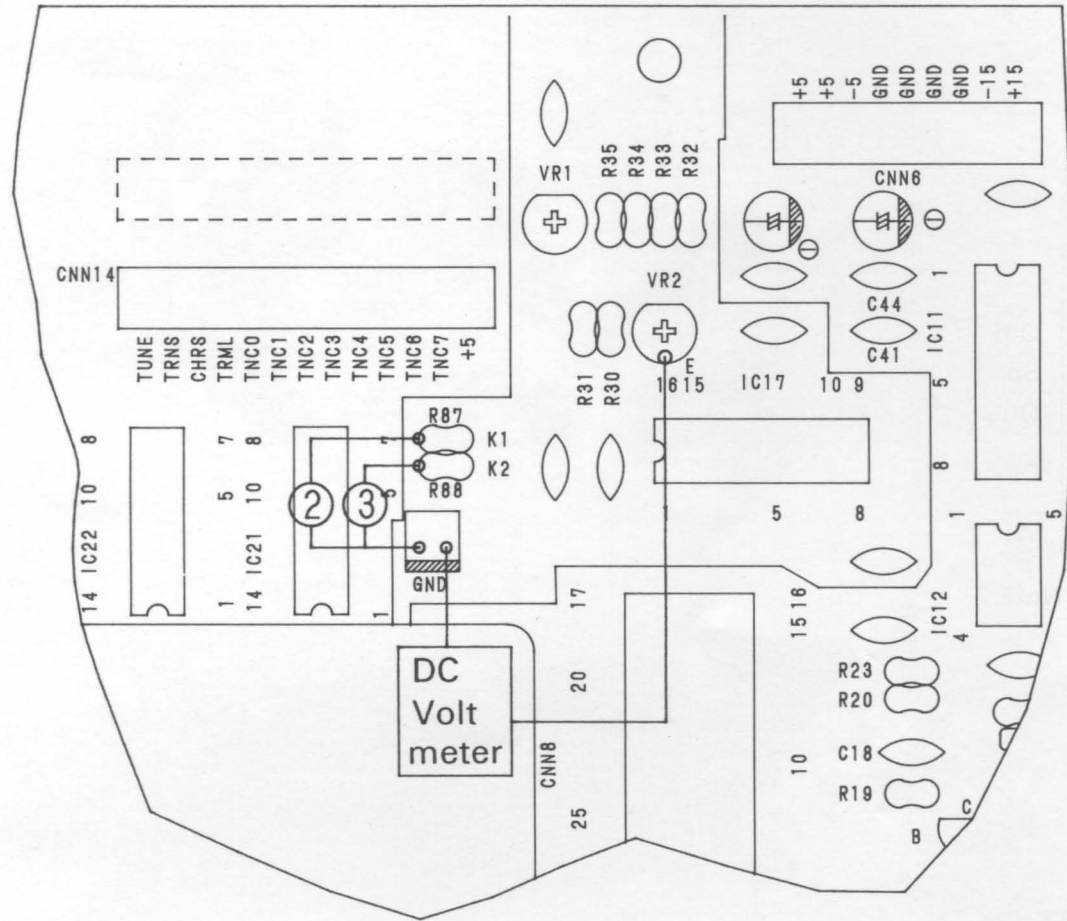 +5
+5
-5
GND
GND
GND
GND
-15
+15
VR1
R35
R34
R33
R32
CNN6
CNN14
VR2
C44
1
IC11
C41
5
8
TUNE
TRNS
CHRS
TRML
TNC0
TNC1
TNC2
TNC3
TNC4
TNC5
TNC6
TNC7
+5
R31
R30
E
16 15
IC17
10 9
8
10
IC22
14
7
5
1
8
10
IC21
14
7
5
1
R87
K1
K2
R88
2
3
GND
1
5
8
1
5
IC12
4
17
20
25
15 16
10
CNN8
DC
Volt
meter
R23
R20
C18
R19
B
C